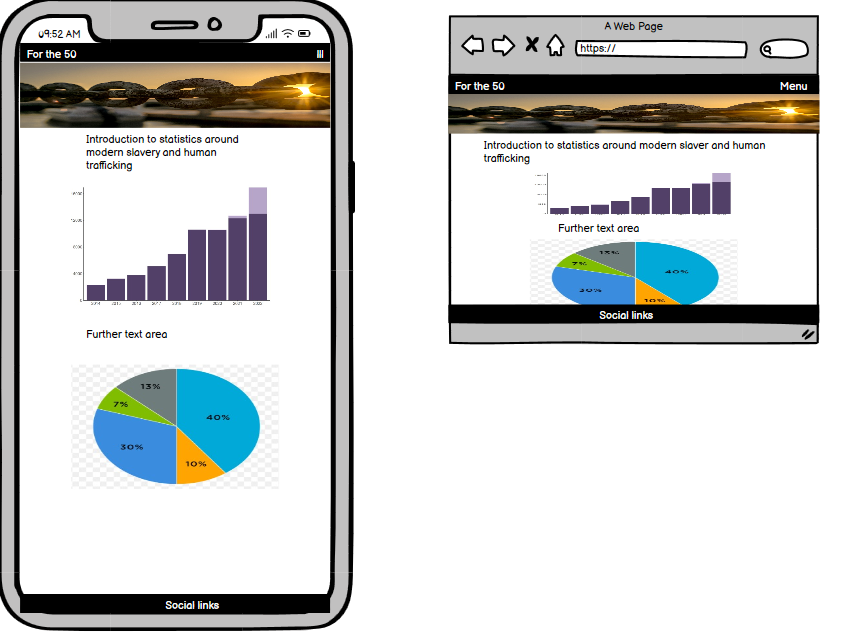 09:52 AM
For the 50
Introduction to statistics around
modern slavery and human
trafficking
Further text area
13%
7%
40%
30%
10%
Social links
A Web Page
https://
For the 50
Menu
Introduction to statistics around modern slaver and human
trafficking
Further text area
13%
7%
40%
30%
10%
Social links